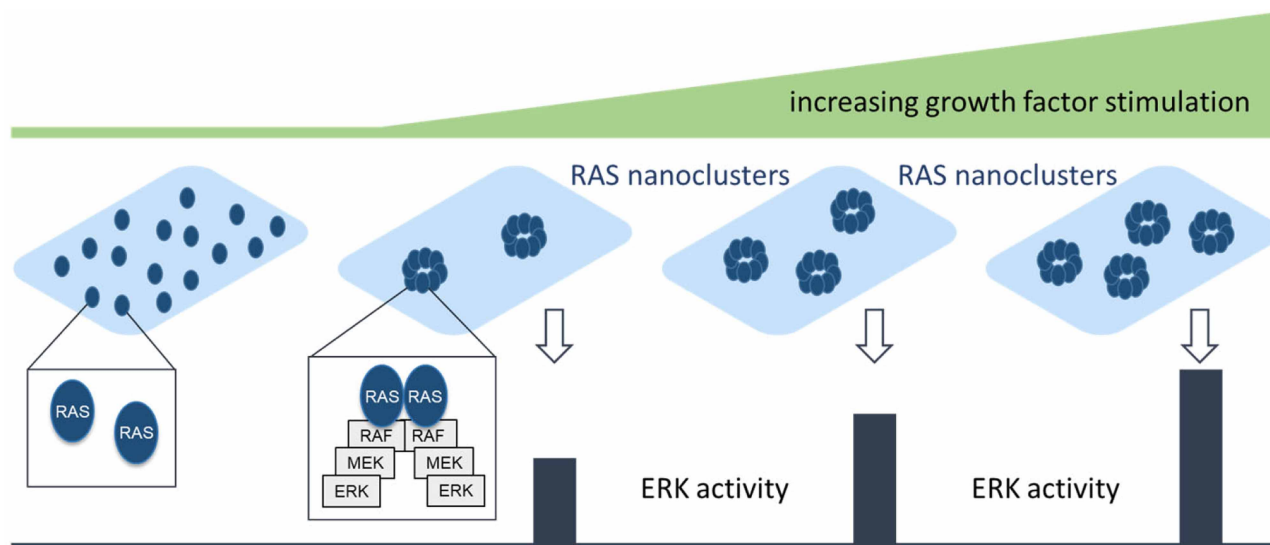 increasing growth factor stimulation
RAS nanoclusters
RAS nanoclusters
RAS
RAS
RAS RAS
RAF RAF
MEK MEK
ERK ERK
ERK activity
ERK activity